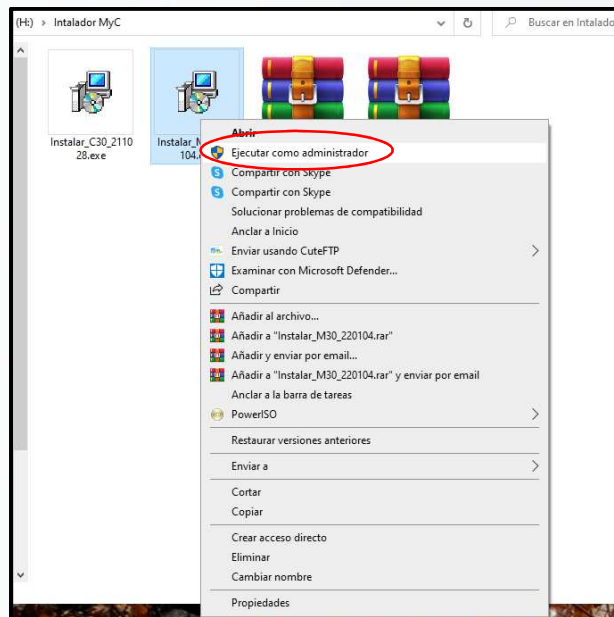 (H:) > Intalador MyC
Buscar en Intalado
Instalar_C30_2110
28.exe
Instalar_M
104.
Abrir
Ejecutar como administrador
Compartir con Skype
Compartir con Skype
Solucionar problemas de compatibilidad
Anclar a Inicio
Enviar usando CuteFTP
Examinar con Microsoft Defender...
Compartir
Añadir al archivo...
Añadir a "Instalar_M30_220104.rar"
Añadir y enviar por email...
Añadir a "Instalar_M30_220104.rar" y enviar por email
Anclar a la barra de tareas
PowerISO
Restaurar versiones anteriores
Enviar a
Cortar
Copiar
Crear acceso directo
Eliminar
Cambiar nombre
Propiedades